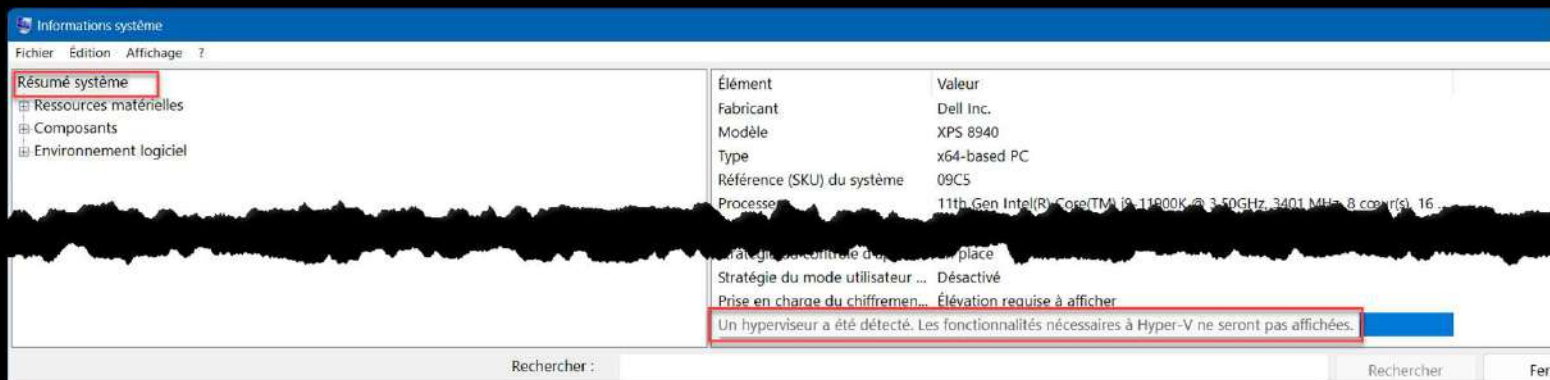 Informations système
Fichier Édition Affichage ?
Résumé système
Ressources matérielles
Composants
Environnement logiciel
Élément Valeur
Fabricant Dell Inc.
Modèle XPS 8940
Type x64-based PC
Référence (SKU) du système 09C5
11th Gen Intel(R) Core(TM) i9-11900K @ 3.50GHz, 3401 MHz, 8 cœur(s), 16 ...
place
Stratégie du mode utilisateur ... Désactivé
Prise en charge du chiffremen... Élévation requise à afficher
Un hyperviseur a été détecté. Les fonctionnalités nécessaires à Hyper-V ne seront pas affichées.
Rechercher :
Rechercher
Fer